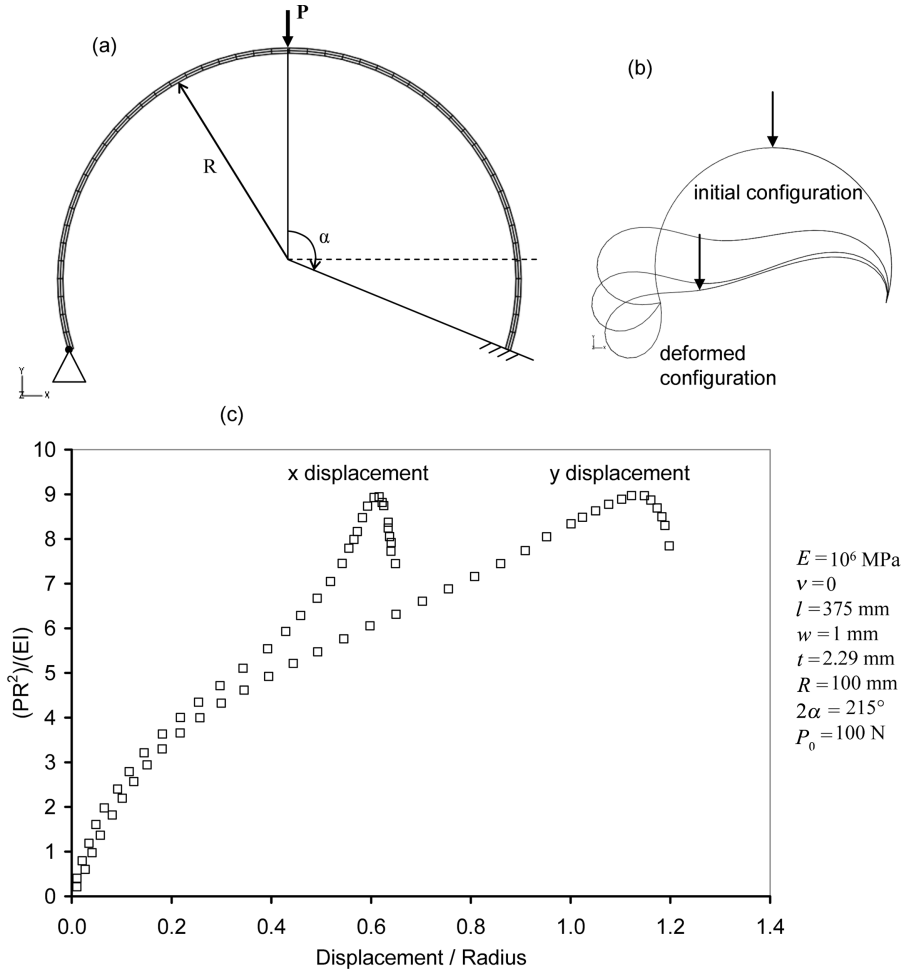 (a)
P
R
α
Y
Z X
(b)
initial configuration
deformed
configuration
(c)
x displacement
y displacement
10
9
8
7
6
5
4
3
2
1
0
(PR²)/(EI)
0.0 0.2 0.4 0.6 0.8 1.0 1.2 1.4
Displacement / Radius
E = 10⁶ MPa
ν = 0
l = 375 mm
w = 1 mm
t = 2.29 mm
R = 100 mm
2α = 215°
P₀ = 100 N